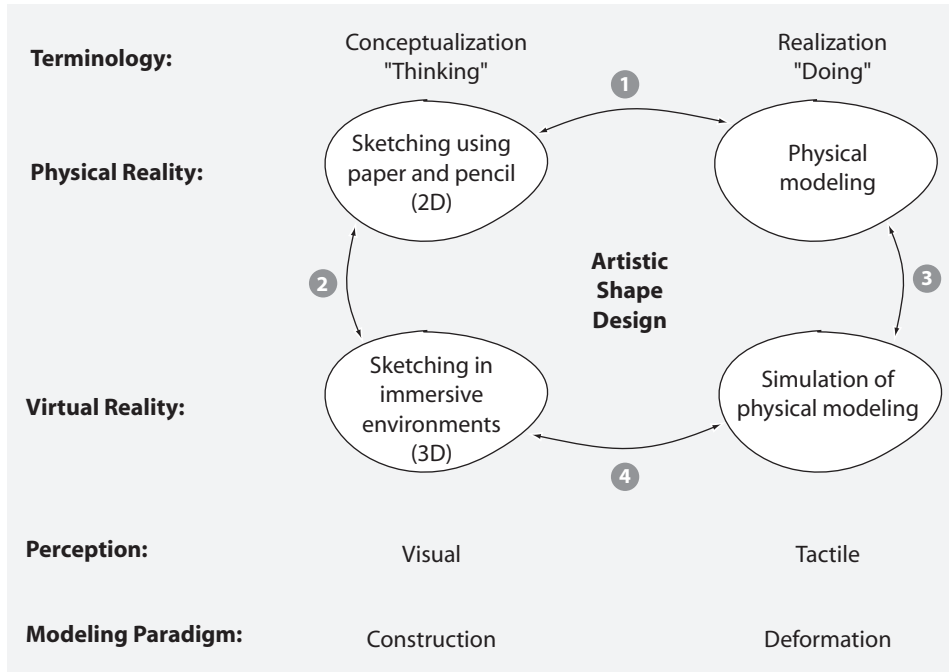 Terminology:
Conceptualization
"Thinking"
Realization
"Doing"
1
Physical Reality:
Sketching using
paper and pencil
(2D)
Physical
modeling
2
Artistic
Shape
Design
3
Virtual Reality:
Sketching in
immersive
environments
(3D)
Simulation of
physical modeling
4
Perception:
Visual
Tactile
Modeling Paradigm:
Construction
Deformation